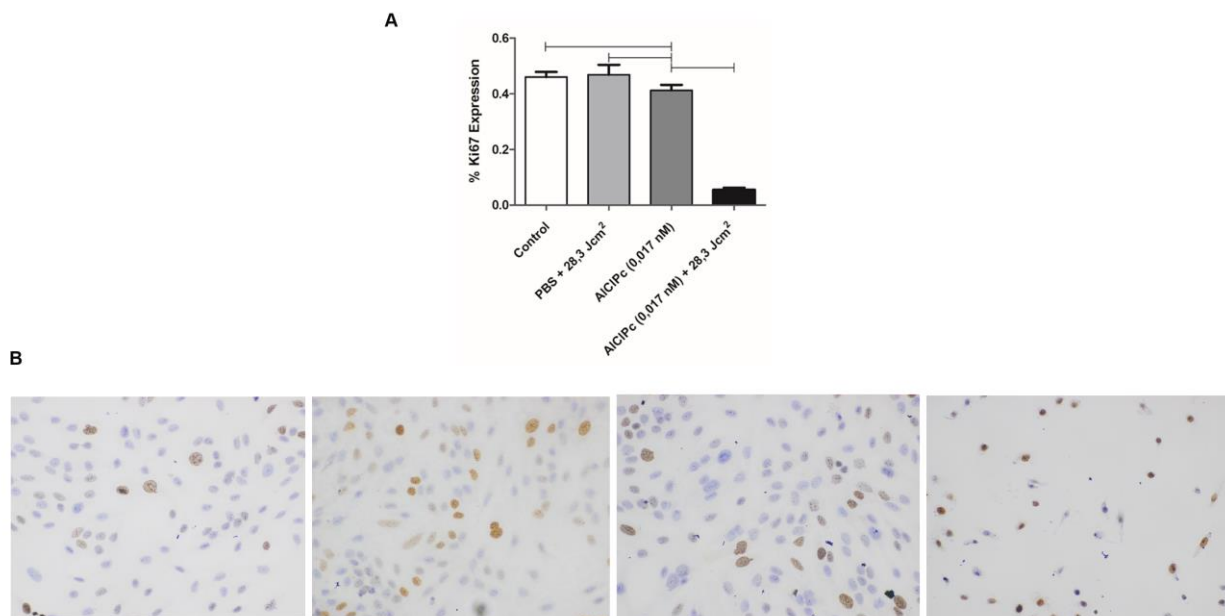 A
0.6
0.4
0.2
0.0
% Ki67 Expression
Control
PBS + 28,3 Jcm²
AlClPc (0,017 nM)
AlClPc (0,017 nM) + 28,3 Jcm²
B